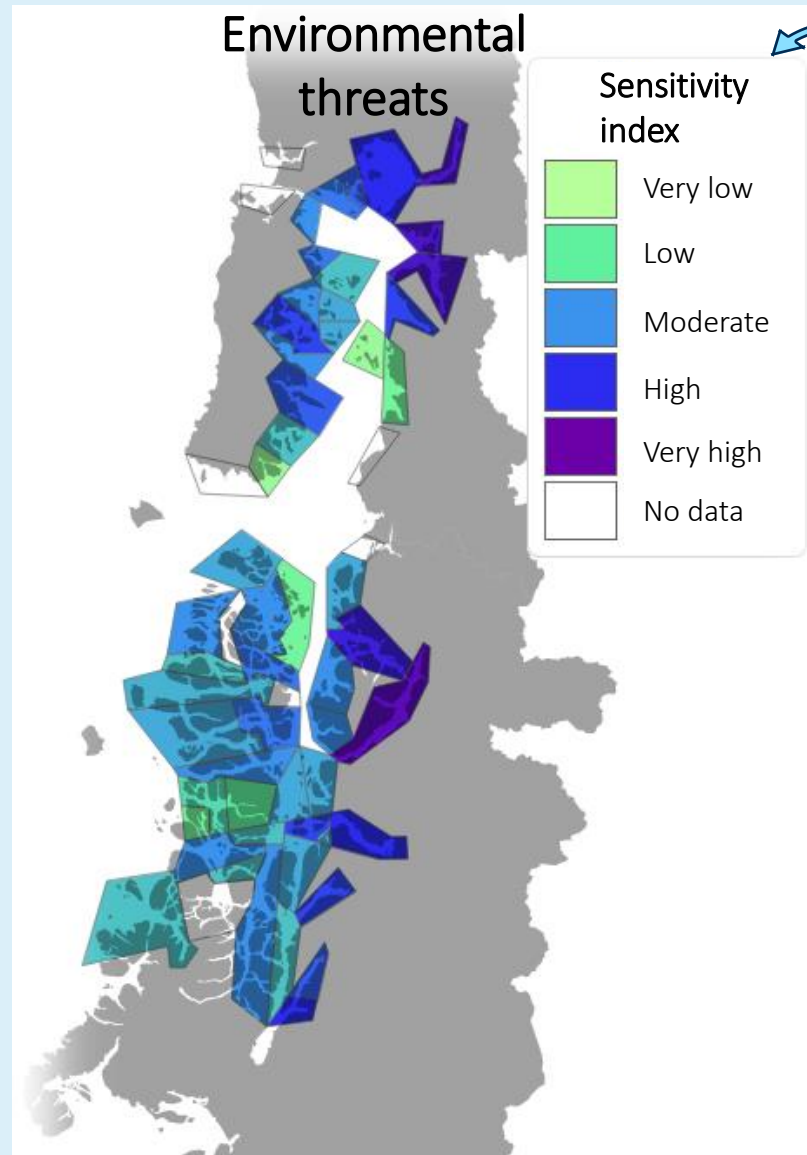 Environmental
threats
Sensitivity
index
Very low
Low
Moderate
High
Very high
No data